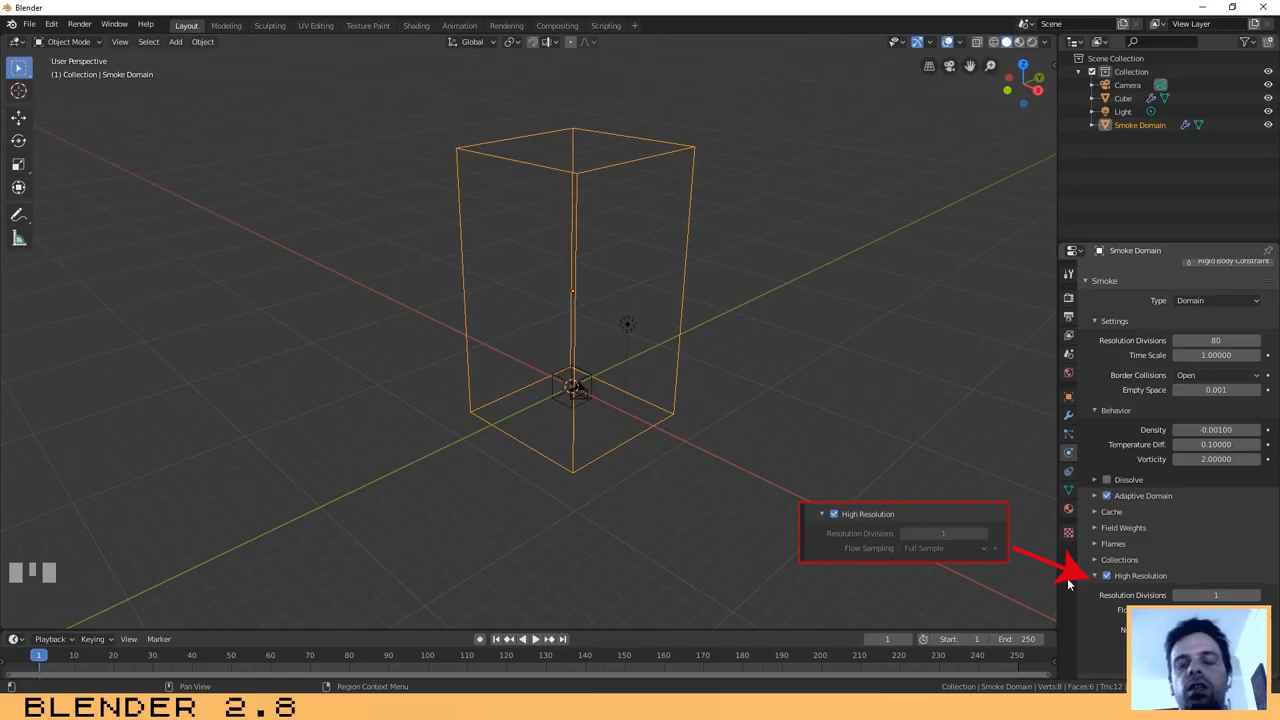 Blender
File Edit Render Window Help
Layout Modeling Sculpting UV Editing Texture Paint Shading Animation Rendering Compositing Scripting +
Scene
View Layer
Object Mode View Select Add Object
Global
User Perspective
(1) Collection | Smoke Domain
Z
Y
X
Scene Collection
Collection
Camera
Cube
Light
Smoke Domain
Smoke Domain
Rigid Body Constraint
Smoke
Type Domain
Settings
Resolution Divisions 80
Time Scale 1.00000
Border Collisions Open
Empty Space 0.001
Behavior
Density -0.00100
Temperature Diff. 0.10000
Vorticity 2.00000
Dissolve
Adaptive Domain
Cache
Field Weights
Flames
Collections
High Resolution
Resolution Divisions 1
High Resolution
Resolution Divisions 1
Flow Sampling Full Sample
Playback Keying View Marker
1 Start: 1 End: 250
1 10 20 30 40 50 60 70 80 90 100 110 120 130 140 150 160 170 180 190 200 210 220 230 240 250
Pan View Region Context Menu
Collection | Smoke Domain | Verts:8 | Faces:6 | Tris:12
BLENDER 2.8